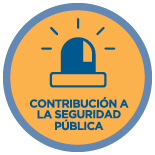 CONTRIBUCIÓN A
LA SEGURIDAD
PÚBLICA